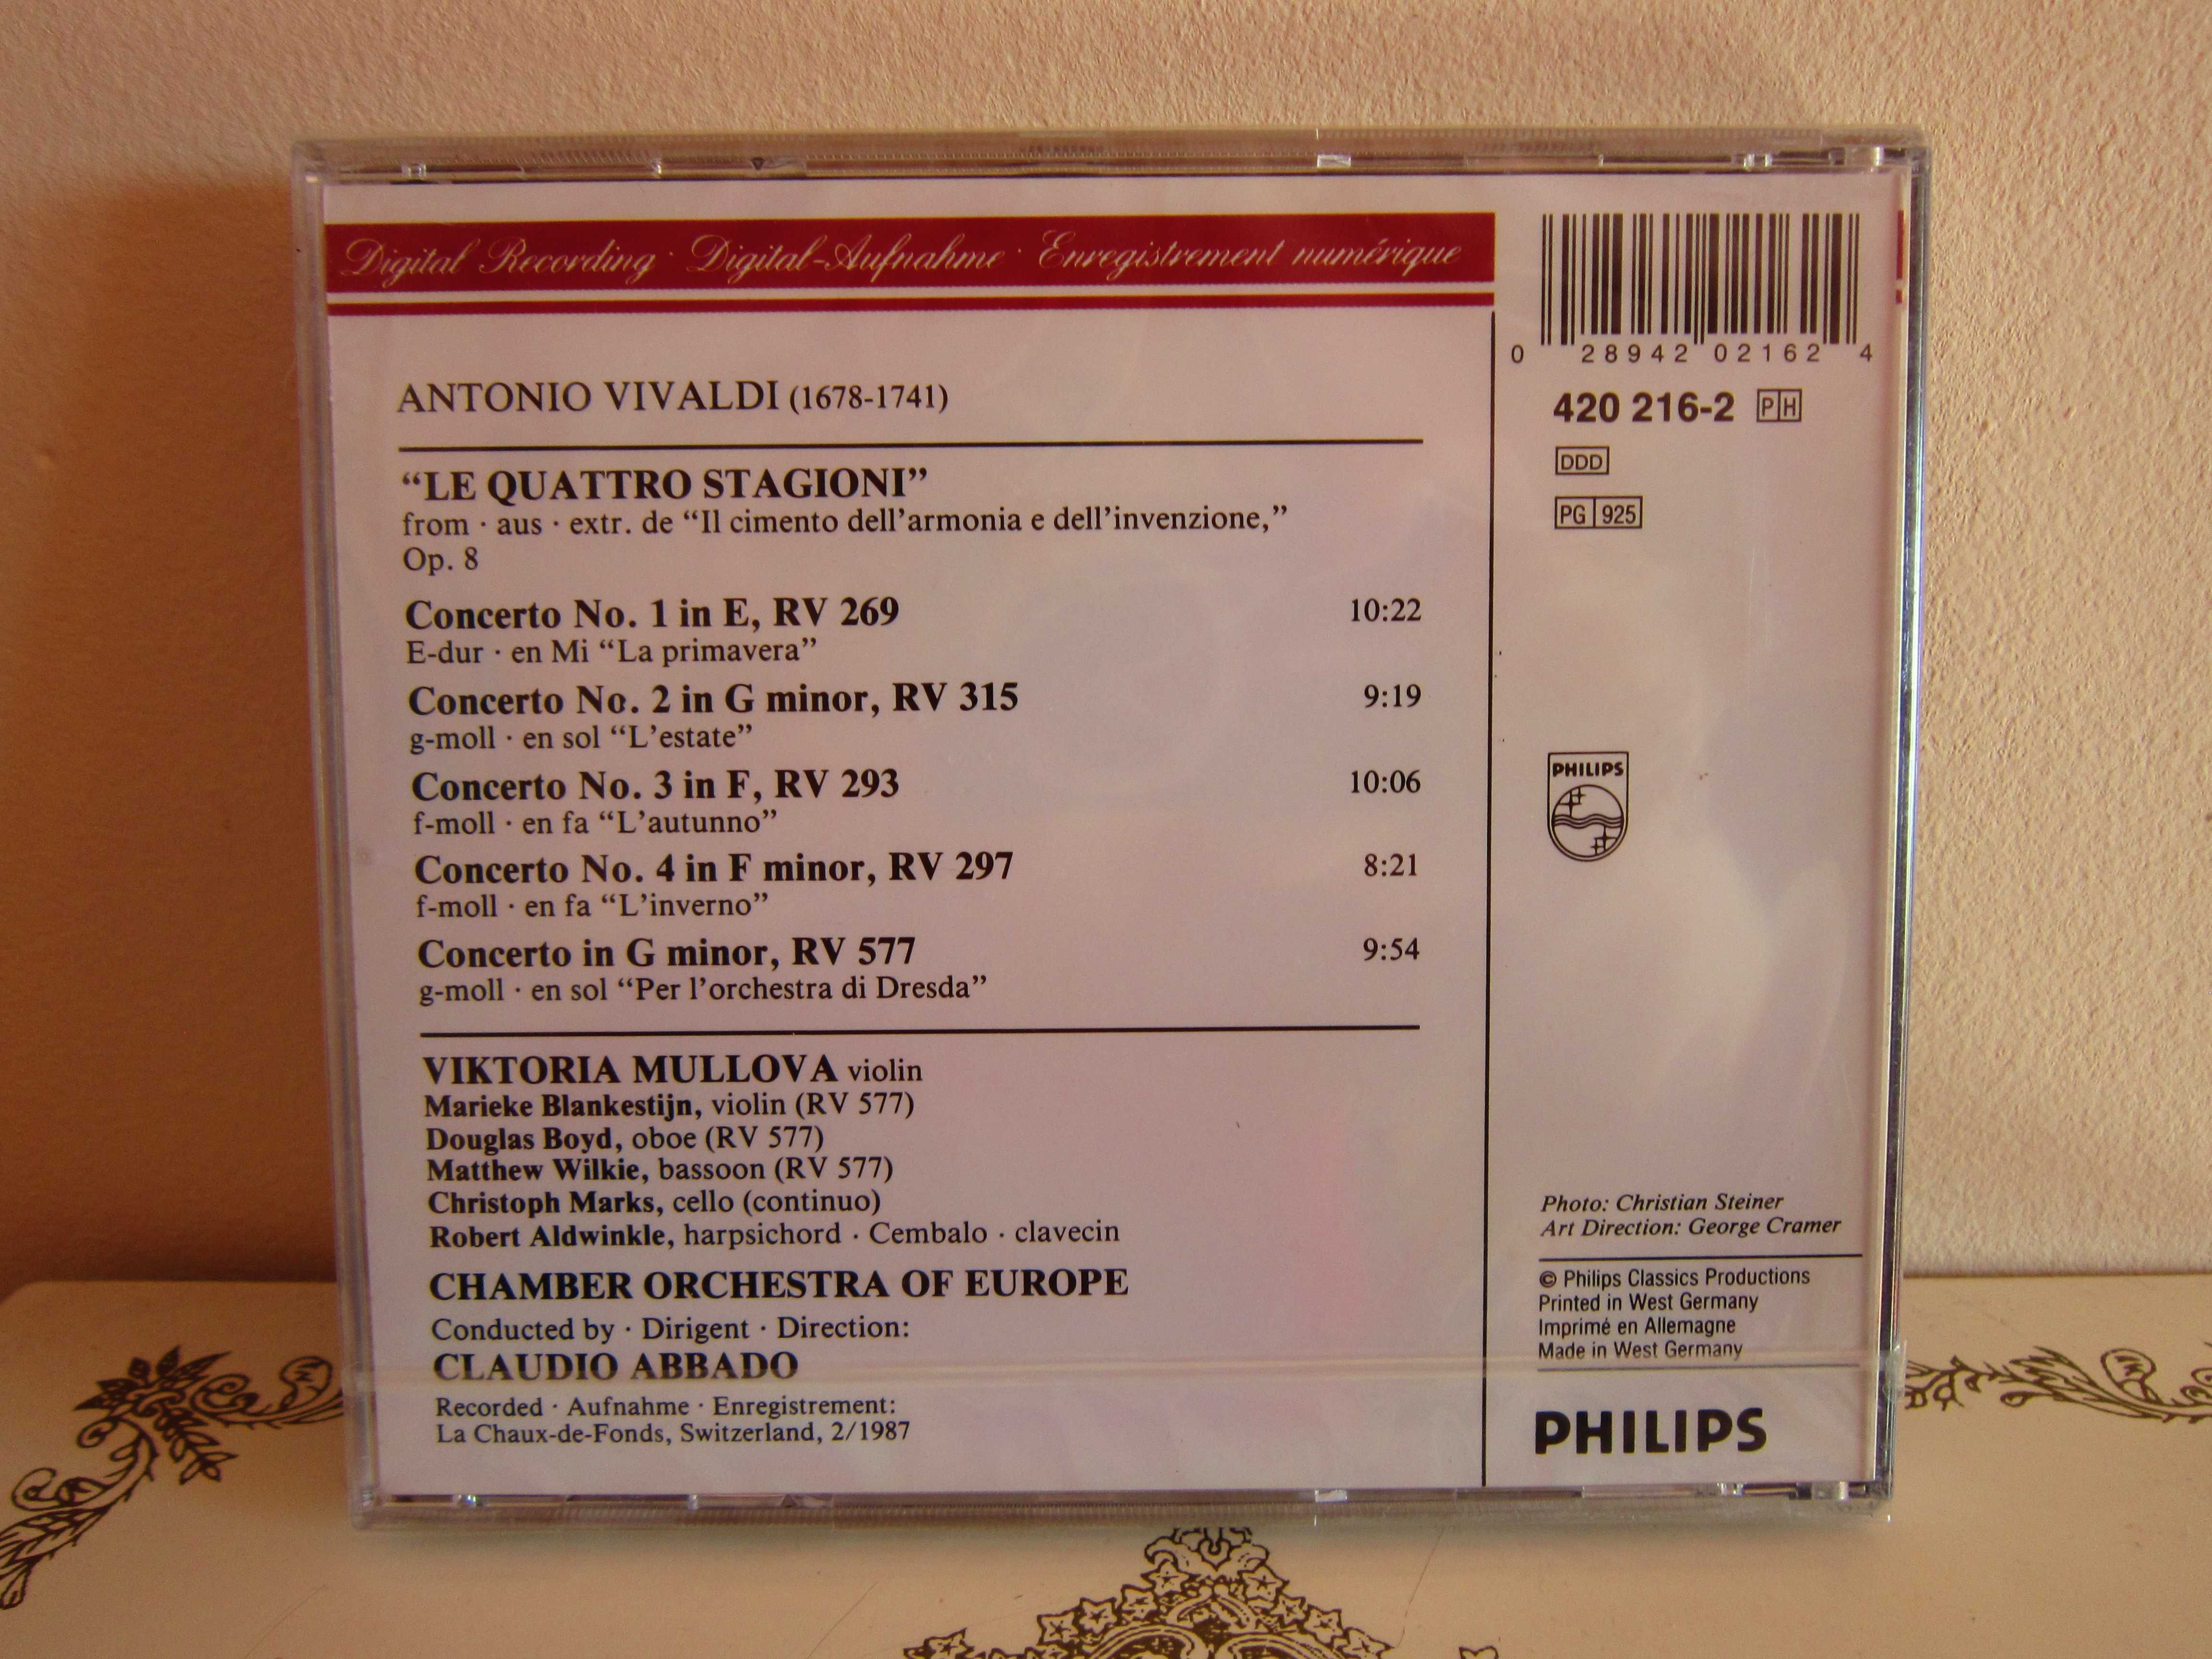 Digital Recording · Digital-Aufnahme · Enregistrement numérique
ANTONIO VIVALDI (1678-1741)
“LE QUATTRO STAGIONI”
from · aus · extr. de “Il cimento dell’armonia e dell’invenzione,”
Op. 8
Concerto No. 1 in E, RV 269 10:22
E-dur · en Mi “La primavera”
Concerto No. 2 in G minor, RV 315 9:19
g-moll · en sol “L’estate”
Concerto No. 3 in F, RV 293 10:06
f-moll · en fa “L’autunno”
Concerto No. 4 in F minor, RV 297 8:21
f-moll · en fa “L’inverno”
Concerto in G minor, RV 577 9:54
g-moll · en sol “Per l’orchestra di Dresda”
VIKTORIA MULLOVA violin
Marieke Blankestijn, violin (RV 577)
Douglas Boyd, oboe (RV 577)
Matthew Wilkie, bassoon (RV 577)
Christoph Marks, cello (continuo)
Robert Aldwinkle, harpsichord · Cembalo · clavecin
CHAMBER ORCHESTRA OF EUROPE
Conducted by · Dirigent · Direction:
CLAUDIO ABBADO
Recorded · Aufnahme · Enregistrement:
La Chaux-de-Fonds, Switzerland, 2/1987
0 28942 02162 4
420 216-2 PH
DDD
PG 925
PHILIPS
Photo: Christian Steiner
Art Direction: George Cramer
© Philips Classics Productions
Printed in West Germany
Imprimé en Allemagne
Made in West Germany
PHILIPS